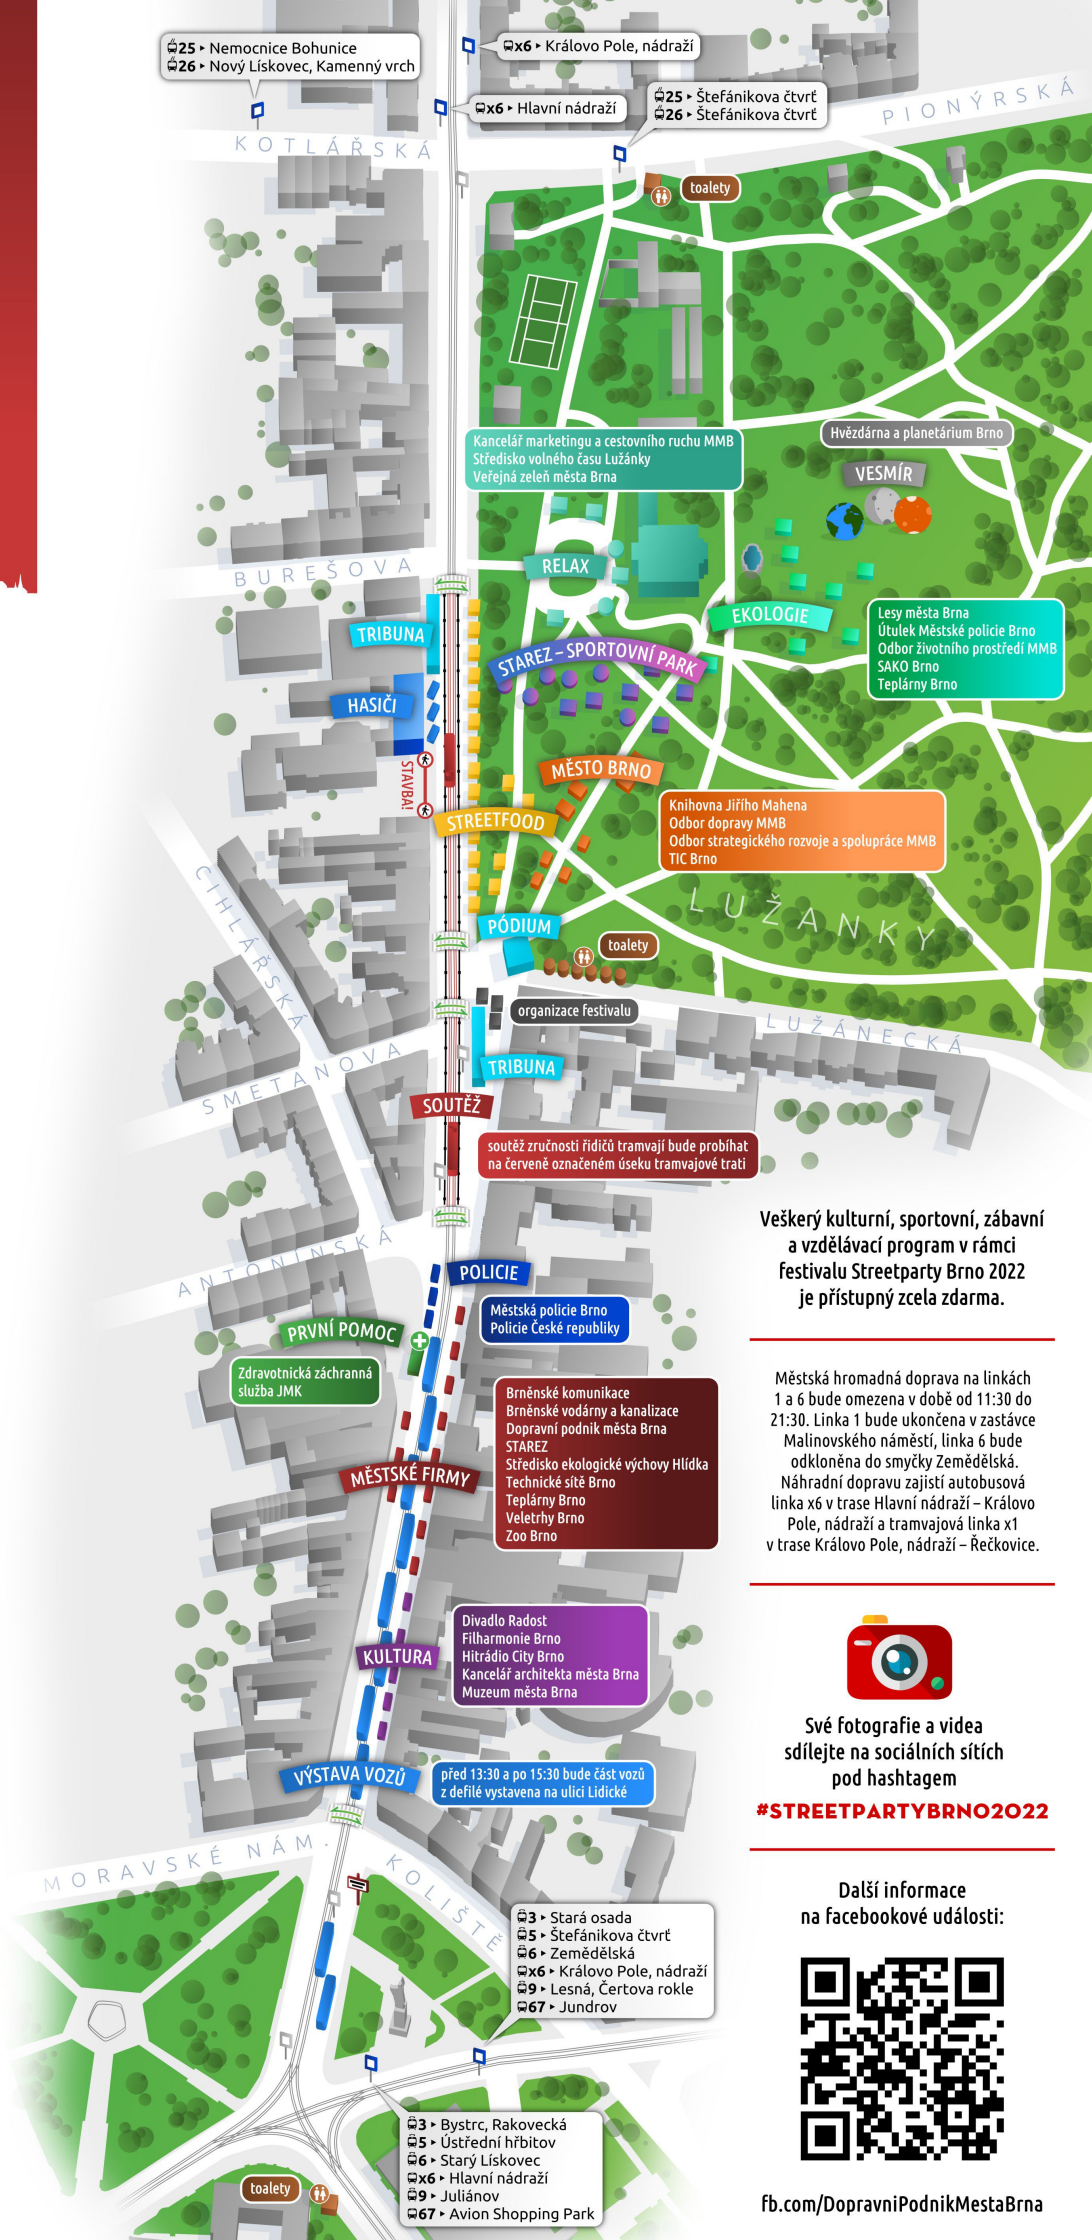 25 ▸ Nemocnice Bohunice
26 ▸ Nový Lískovec, Kamenný vrch
x6 ▸ Královo Pole, nádraží
x6 ▸ Hlavní nádraží
25 ▸ Štefánikova čtvrť
26 ▸ Štefánikova čtvrť
PIONÝRSKÁ
KOTLÁŘSKÁ
toalety
Kancelář marketingu a cestovního ruchu MMB
Středisko volného času Lužánky
Veřejná zeleň města Brna
Hvězdárna a planetárium Brno
VESMÍR
BUREŠOVA
RELAX
EKOLOGIE
Lesy města Brna
Útulek Městské policie Brno
Odbor životního prostředí MMB
SAKO Brno
Teplárny Brno
TRIBUNA
STAREZ – SPORTOVNÍ PARK
HASIČI
STAVBA!
MĚSTO BRNO
Knihovna Jiřího Mahena
Odbor dopravy MMB
Odbor strategického rozvoje a spolupráce MMB
TIC Brno
STREETFOOD
CIHLÁŘSKÁ
LUŽÁNKY
PÓDIUM
toalety
organizace festivalu
LUŽÁNECKÁ
SMETANOVA
TRIBUNA
SOUTĚŽ
soutěž zručnosti řidičů tramvají bude probíhat
na červeně označeném úseku tramvajové trati
ANTONÍNSKÁ
Veškerý kulturní, sportovní, zábavní
a vzdělávací program v rámci
festivalu Streetparty Brno 2022
je přístupný zcela zdarma.
POLICIE
Městská policie Brno
Policie České republiky
PRVNÍ POMOC
Zdravotnická záchranná
služba JMK
Brněnské komunikace
Brněnské vodárny a kanalizace
Dopravní podnik města Brna
STAREZ
Středisko ekologické výchovy Hlídka
Technické sítě Brno
Teplárny Brno
Veletrhy Brno
Zoo Brno
MĚSTSKÉ FIRMY
Městská hromadná doprava na linkách
1 a 6 bude omezena v době od 11:30 do
21:30. Linka 1 bude ukončena v zastávce
Malinovského náměstí, linka 6 bude
odkloněna do smyčky Zemědělská.
Náhradní dopravu zajistí autobusová
linka x6 v trase Hlavní nádraží – Královo
Pole, nádraží a tramvajová linka x1
v trase Královo Pole, nádraží – Řečkovice.
KULTURA
Divadlo Radost
Filharmonie Brno
Hitrádio City Brno
Kancelář architekta města Brna
Muzeum města Brna
VÝSTAVA VOZŮ
před 13:30 a po 15:30 bude část vozů
z defilé vystavena na ulici Lidické
Své fotografie a videa
sdílejte na sociálních sítích
pod hashtagem
#STREETPARTYBRNO2022
MORAVSKÉ NÁM.
KOLIŠTĚ
3 ▸ Stará osada
5 ▸ Štefánikova čtvrť
6 ▸ Zemědělská
x6 ▸ Královo Pole, nádraží
9 ▸ Lesná, Čertova rokle
67 ▸ Jundrov
Další informace
na facebookové události:
3 ▸ Bystrc, Rakovecká
5 ▸ Ústřední hřbitov
6 ▸ Starý Lískovec
x6 ▸ Hlavní nádraží
9 ▸ Juliánov
67 ▸ Avion Shopping Park
toalety
fb.com/DopravniPodnikMestaBrna